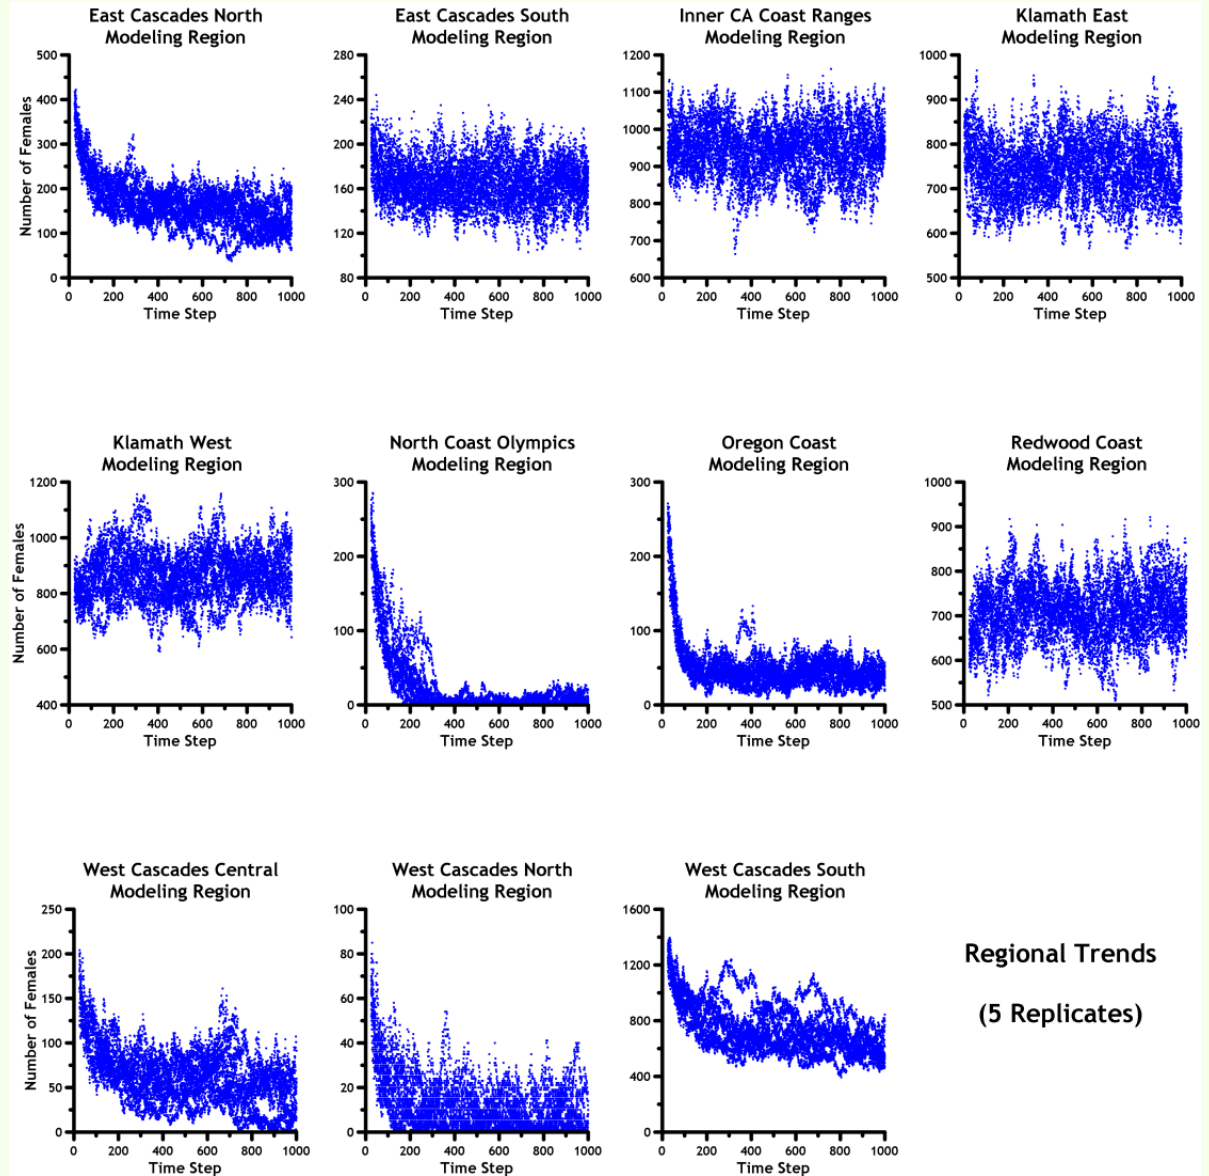 East Cascades North
Modeling Region
East Cascades South
Modeling Region
Inner CA Coast Ranges
Modeling Region
Klamath East
Modeling Region
Number of Females
500
400
300
200
100
0
0 200 400 600 800 1000
Time Step
280
240
200
160
120
80
0 200 400 600 800 1000
Time Step
1200
1100
1000
900
800
700
600
0 200 400 600 800 1000
Time Step
1000
900
800
700
600
500
0 200 400 600 800 1000
Time Step
Klamath West
Modeling Region
North Coast Olympics
Modeling Region
Oregon Coast
Modeling Region
Redwood Coast
Modeling Region
Number of Females
1200
1000
800
600
400
0 200 400 600 800 1000
Time Step
300
200
100
0
0 200 400 600 800 1000
Time Step
300
200
100
0
0 200 400 600 800 1000
Time Step
1000
900
800
700
600
500
0 200 400 600 800 1000
Time Step
West Cascades Central
Modeling Region
West Cascades North
Modeling Region
West Cascades South
Modeling Region
Number of Females
250
200
150
100
50
0
0 200 400 600 800 1000
Time Step
100
80
60
40
20
0
0 200 400 600 800 1000
Time Step
1600
1200
800
400
0
0 200 400 600 800 1000
Time Step
Regional Trends
(5 Replicates)